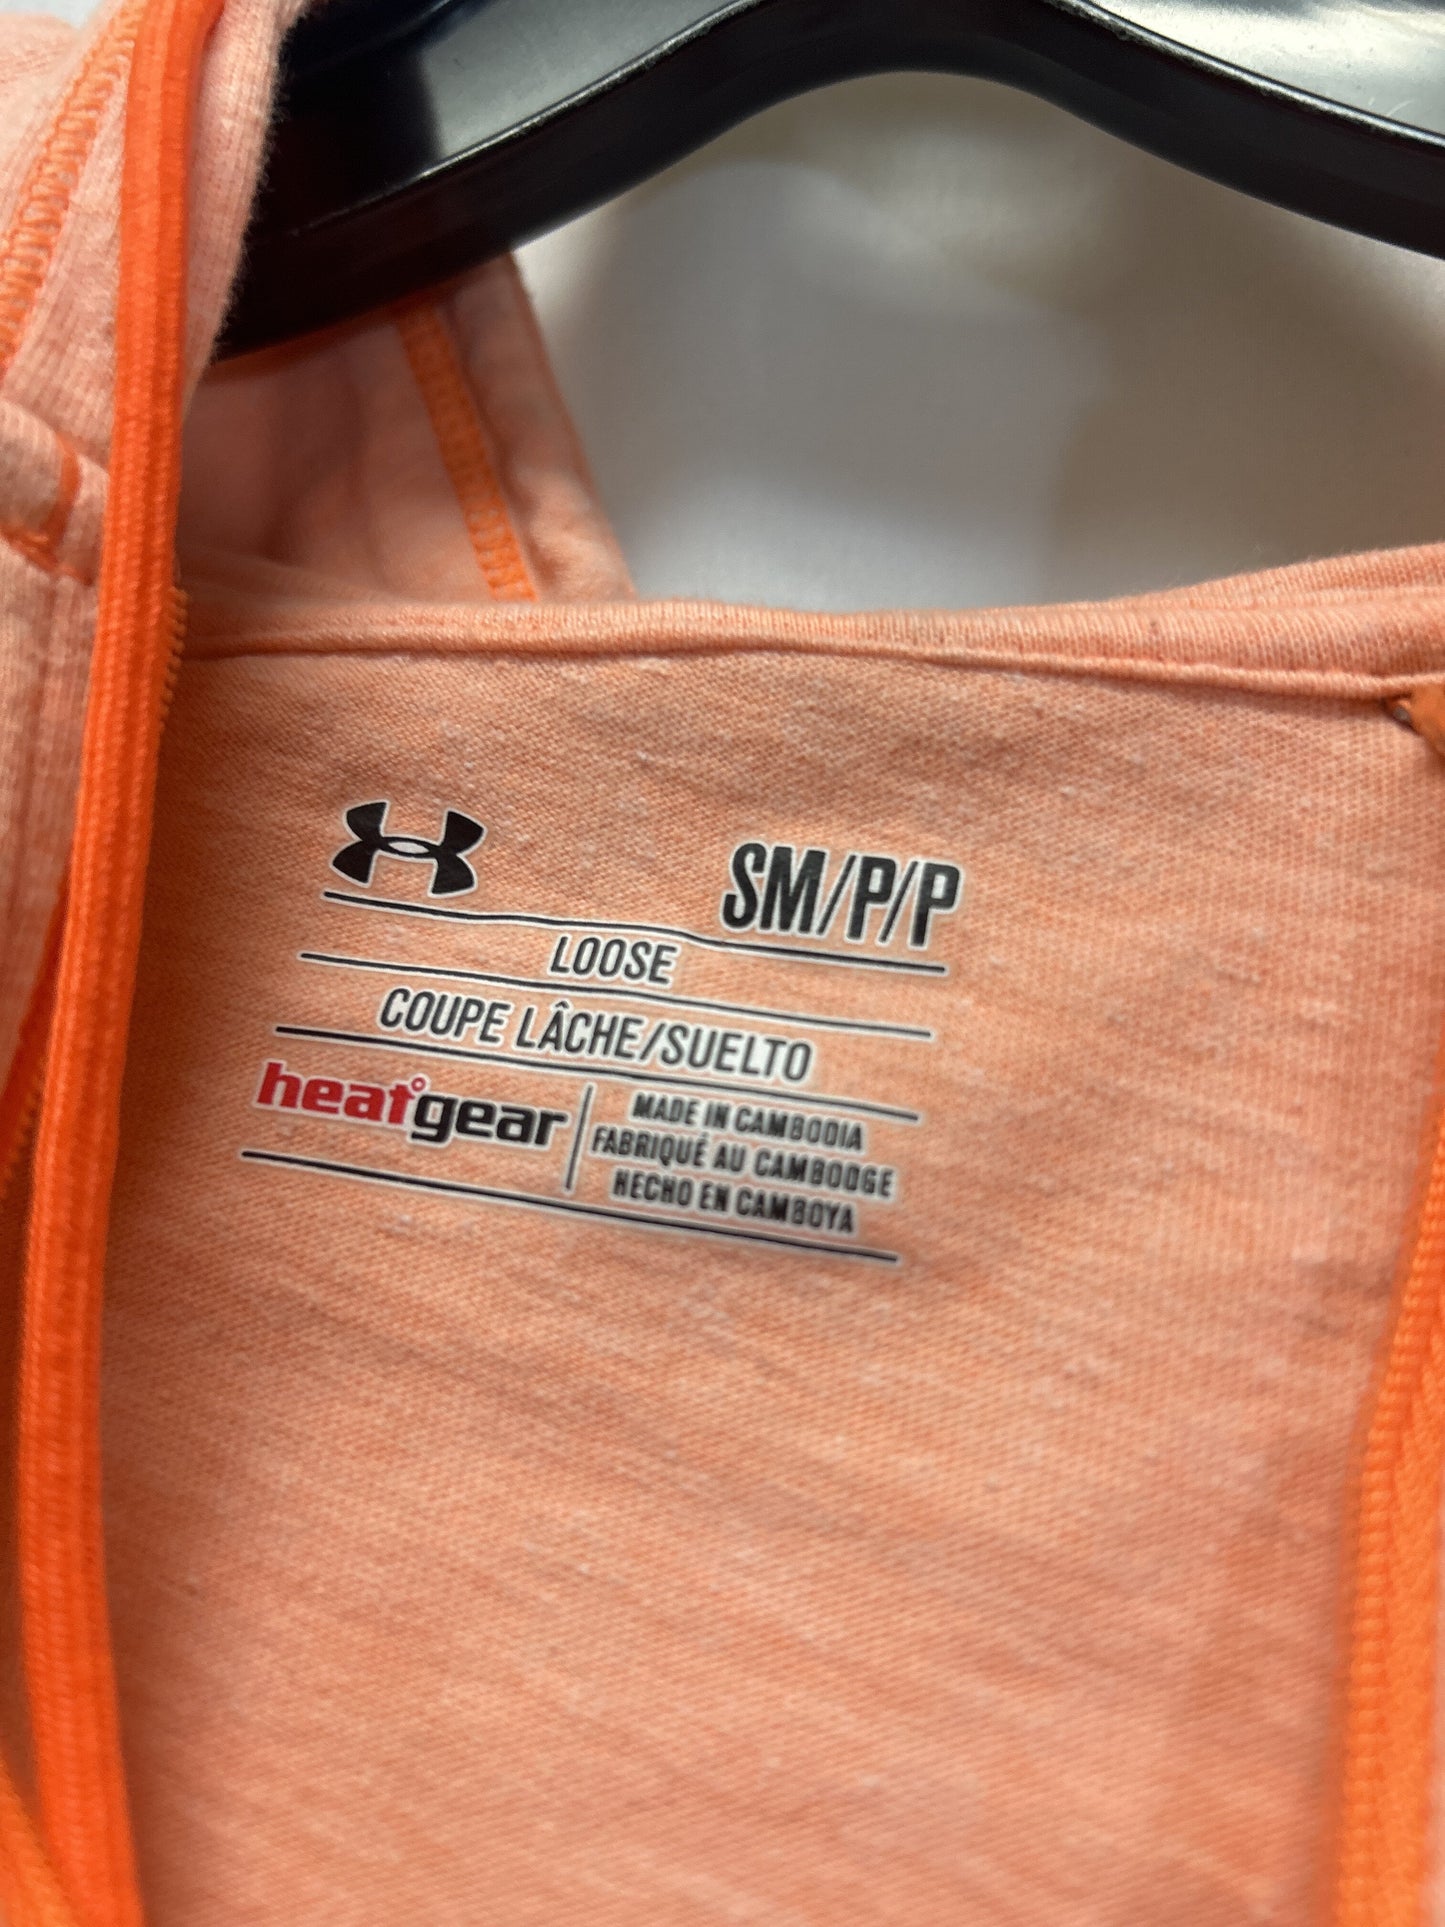 SM/P/P
LOOSE
COUPE LÂCHE/SUELTO
heatgear
MADE IN CAMBODIA
FABRIQUÉ AU CAMBODGE
HECHO EN CAMBOYA